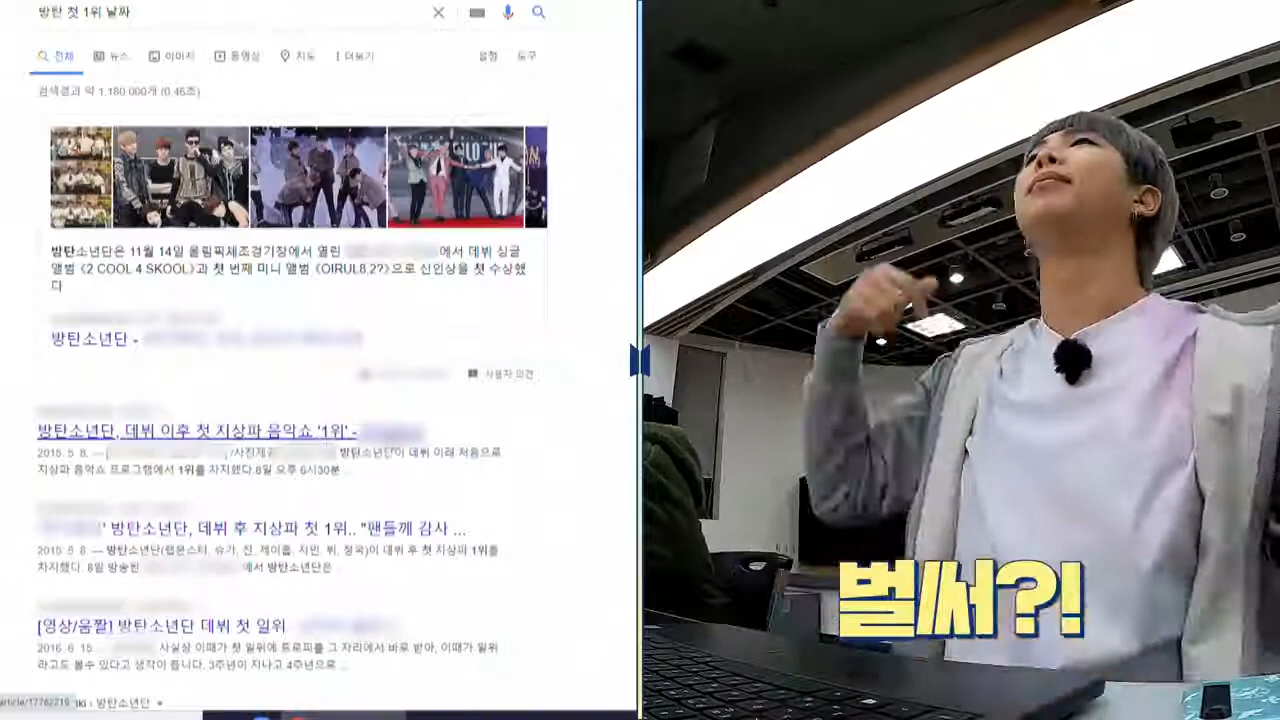 방탄 첫 1위 날짜
전체 뉴스 이미지 동영상 지도 더보기 설정 도구
검색결과 약 1,180,000개 (0.46초)
방탄소년단은 11월 14일 올림픽체조경기장에서 열린 에서 데뷔 싱글
앨범 《2 COOL 4 SKOOL》과 첫 번째 미니 앨범 《O!RUL8,2?》으로 신인상을 첫 수상했
다
방탄소년단 -
사용자 의견
방탄소년단, 데뷔 이후 첫 지상파 음악쇼 '1위' -
2015. 5. 8. — [ /사진제공 방탄소년단이 데뷔 이래 처음으로
지상파 음악쇼 프로그램에서 1위를 차지했다.8일 오후 6시30분 ...
' 방탄소년단, 데뷔 후 지상파 첫 1위.. "팬들께 감사 ...
2015. 5. 8. — 방탄소년단(랩몬스터, 슈가, 진, 제이홉, 지민, 뷔, 정국)이 데뷔 후 첫 지상파 1위를
차지했다. 8일 방송된 에서 방탄소년단은
[영상/움짤] 방탄소년단 데뷔 첫 일위
2016. 6. 15. 사실상 이때가 첫 일위에 트로피를 그 자리에서 바로 받아, 이때가 일위
라고도 볼수 있다고 생각이 듭니다. 3주년이 지나고 4주년으로 ...
article/17762215 iki › 방탄소년단
벌써?!